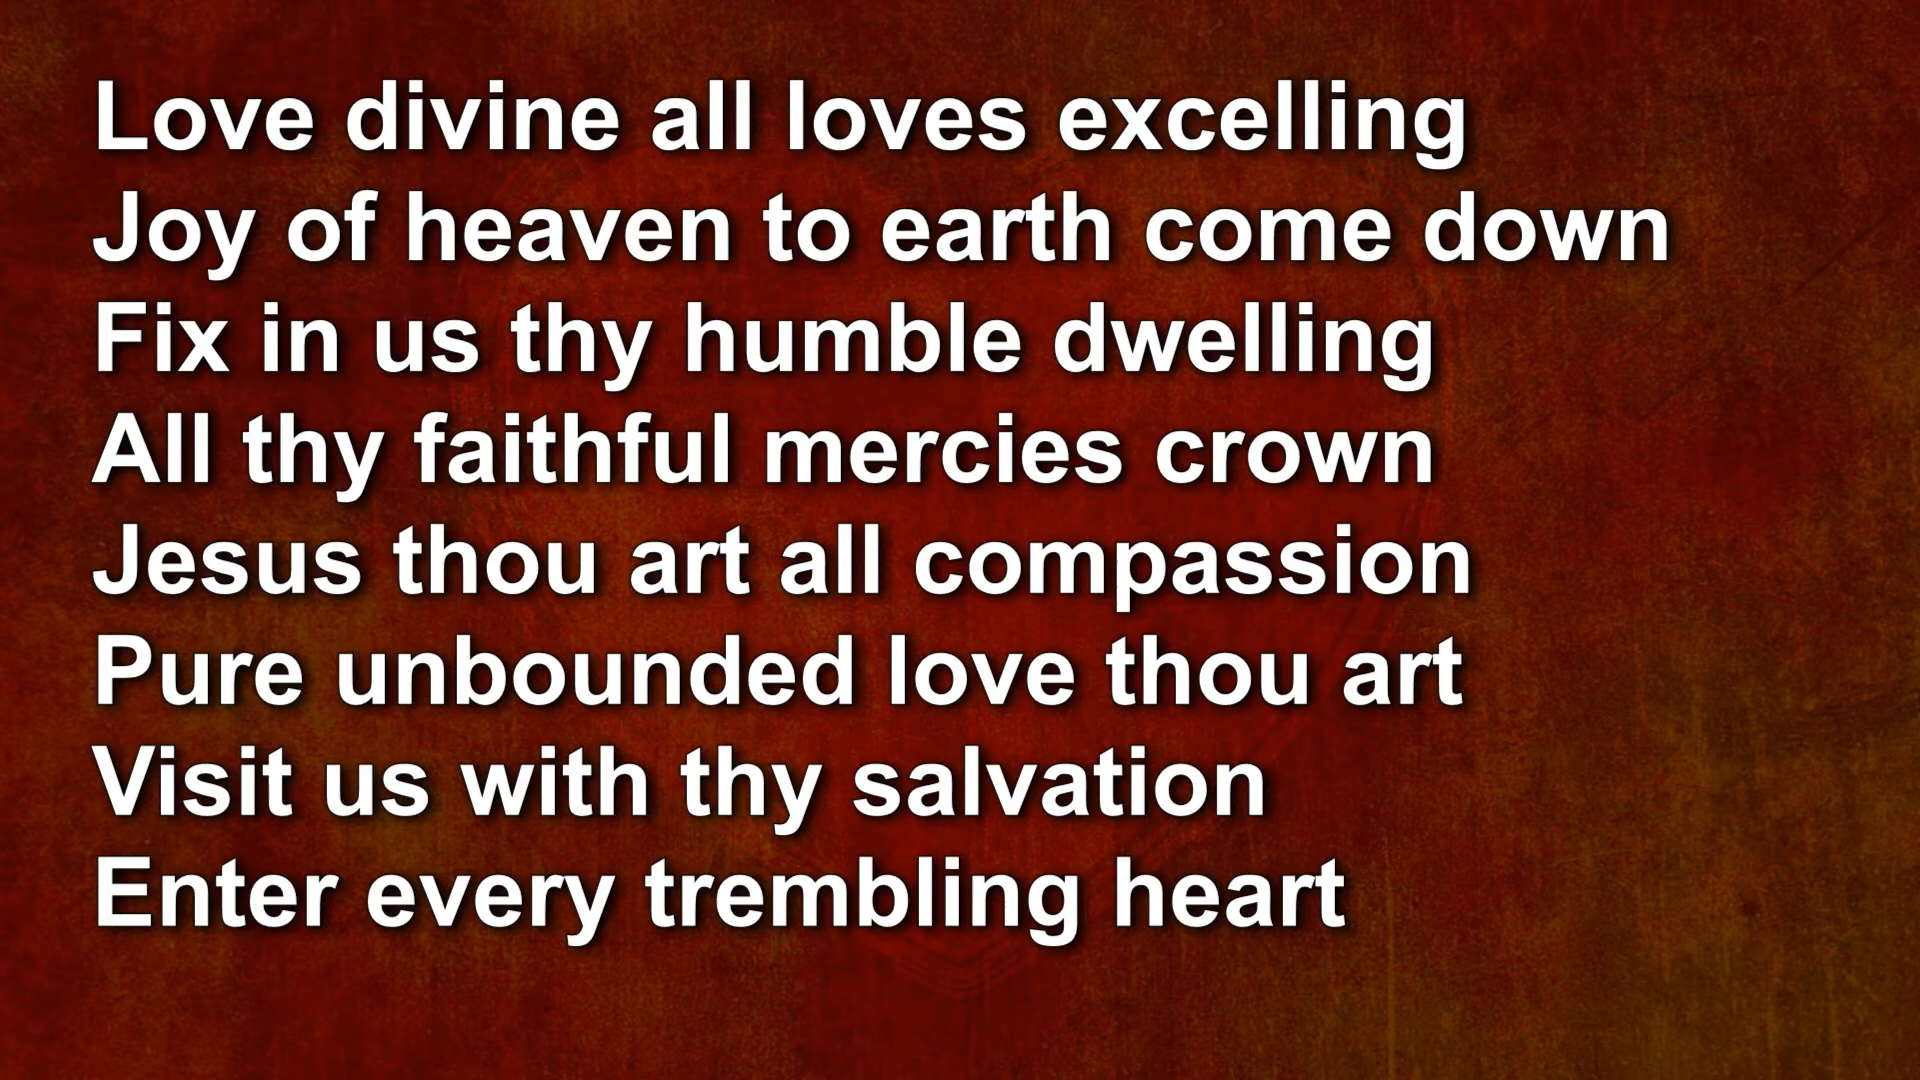 Love divine all loves excelling
Joy of heaven to earth come down
Fix in us thy humble dwelling
All thy faithful mercies crown
Jesus thou art all compassion
Pure unbounded love thou art
Visit us with thy salvation
Enter every trembling heart